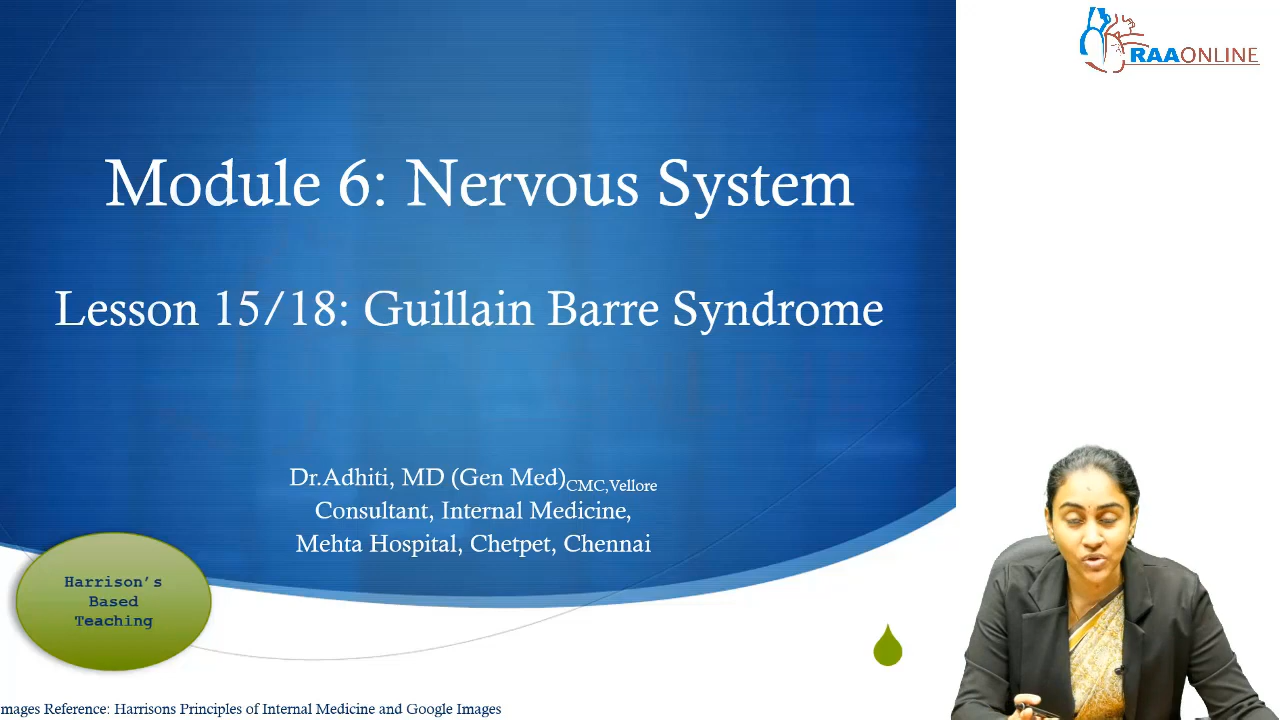 RAAONLINE
Module 6: Nervous System
Lesson 15/18: Guillain Barre Syndrome
Dr.Adhiti, MD (Gen Med)CMC,Vellore
Consultant, Internal Medicine,
Mehta Hospital, Chetpet, Chennai
Harrison's
Based
Teaching
mages Reference: Harrisons Principles of Internal Medicine and Google Images